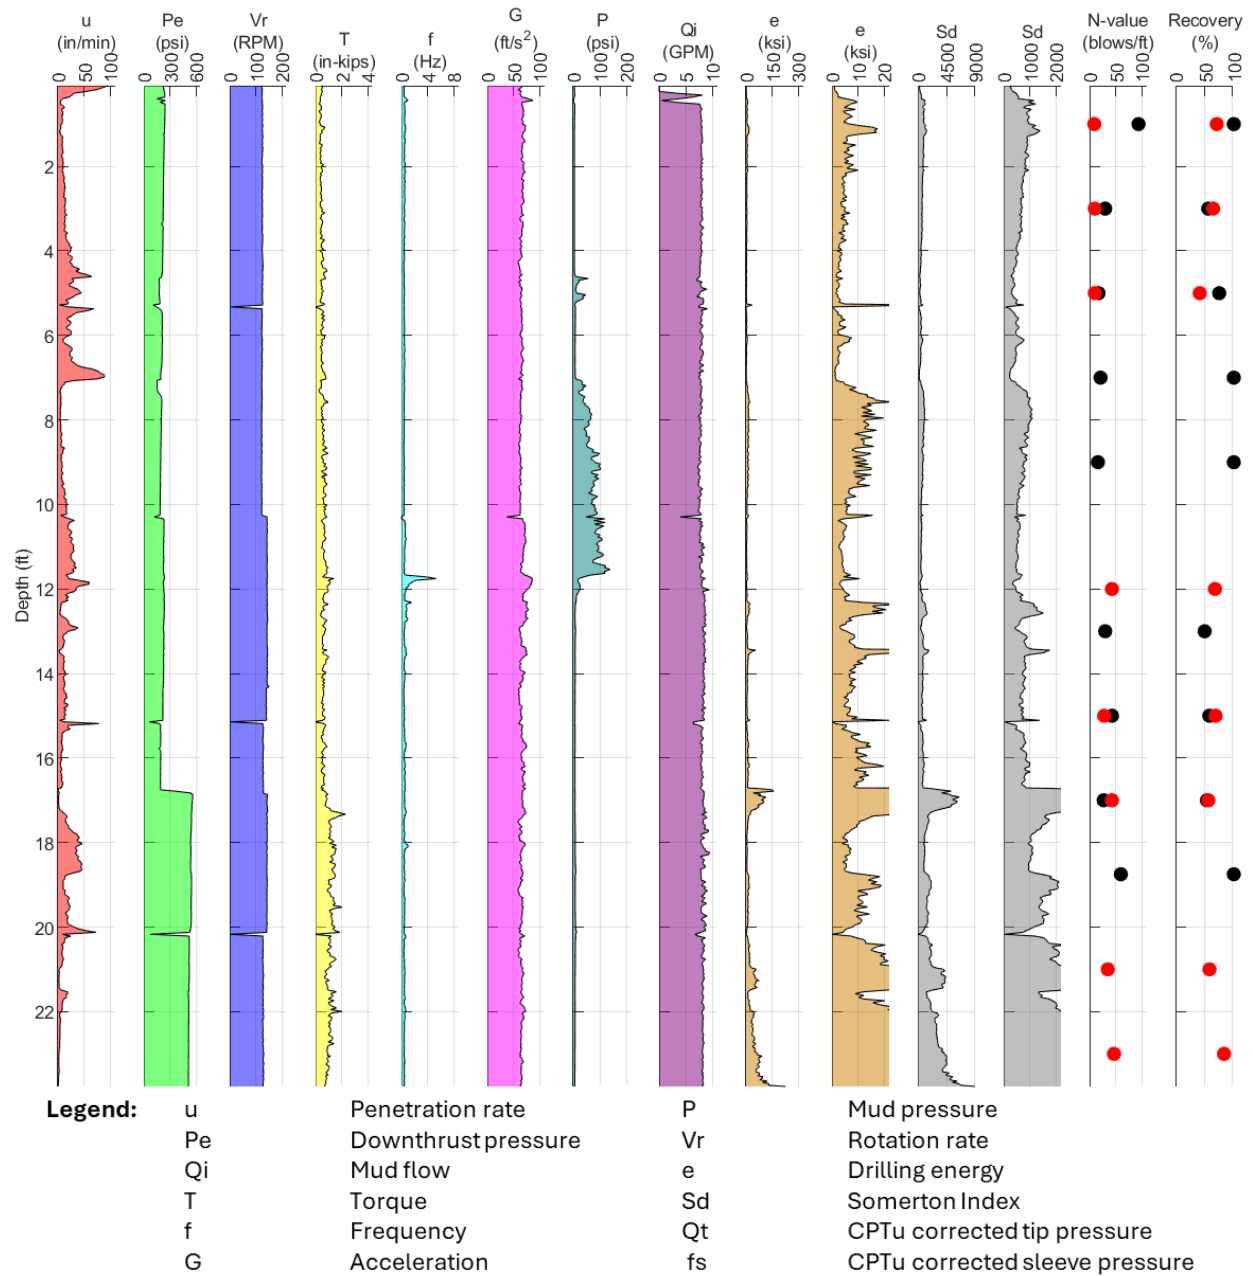 u Pe Vr T f G P Qi e e Sd Sd N-value Recovery
(in/min) (psi) (RPM) (in-kips) (Hz) (ft/s2) (psi) (GPM) (ksi) (ksi) (blows/ft) (%)
0 50 100 0 300 600 0 100 200 0 2 4 0 4 8 0 50 100 0 100 200 0 5 10 0 150 300 0 10 20 0 4500 9000 0 1000 2000 0 50 100 0 50 100
2
4
6
8
10
Depth (ft)
12
14
16
18
20
22
Legend: u Penetration rate P Mud pressure
Pe Downthrust pressure Vr Rotation rate
Qi Mud flow e Drilling energy
T Torque Sd Somerton Index
f Frequency Qt CPTu corrected tip pressure
G Acceleration fs CPTu corrected sleeve pressure